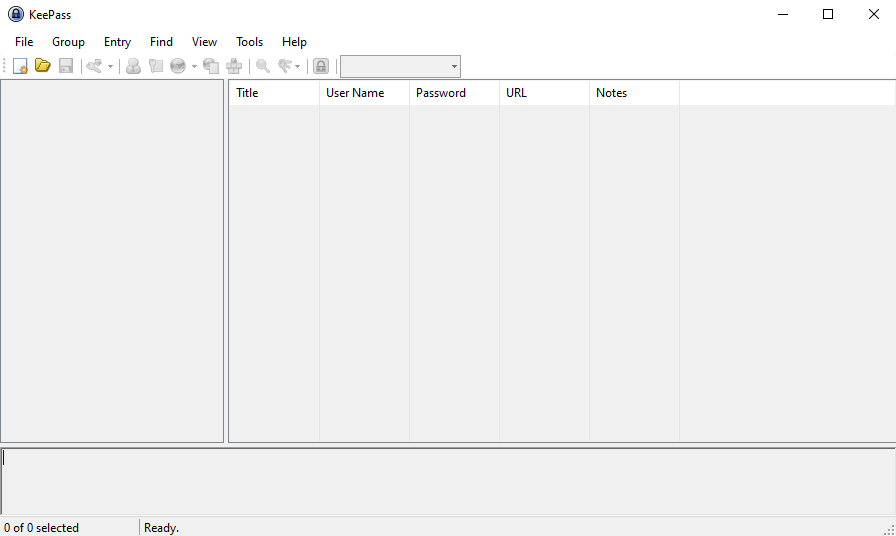 KeePass
File Group Entry Find View Tools Help
Title User Name Password URL Notes
0 of 0 selected Ready.